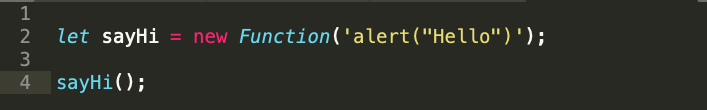 1
2 let sayHi = new Function('alert("Hello")');
3
4 sayHi();